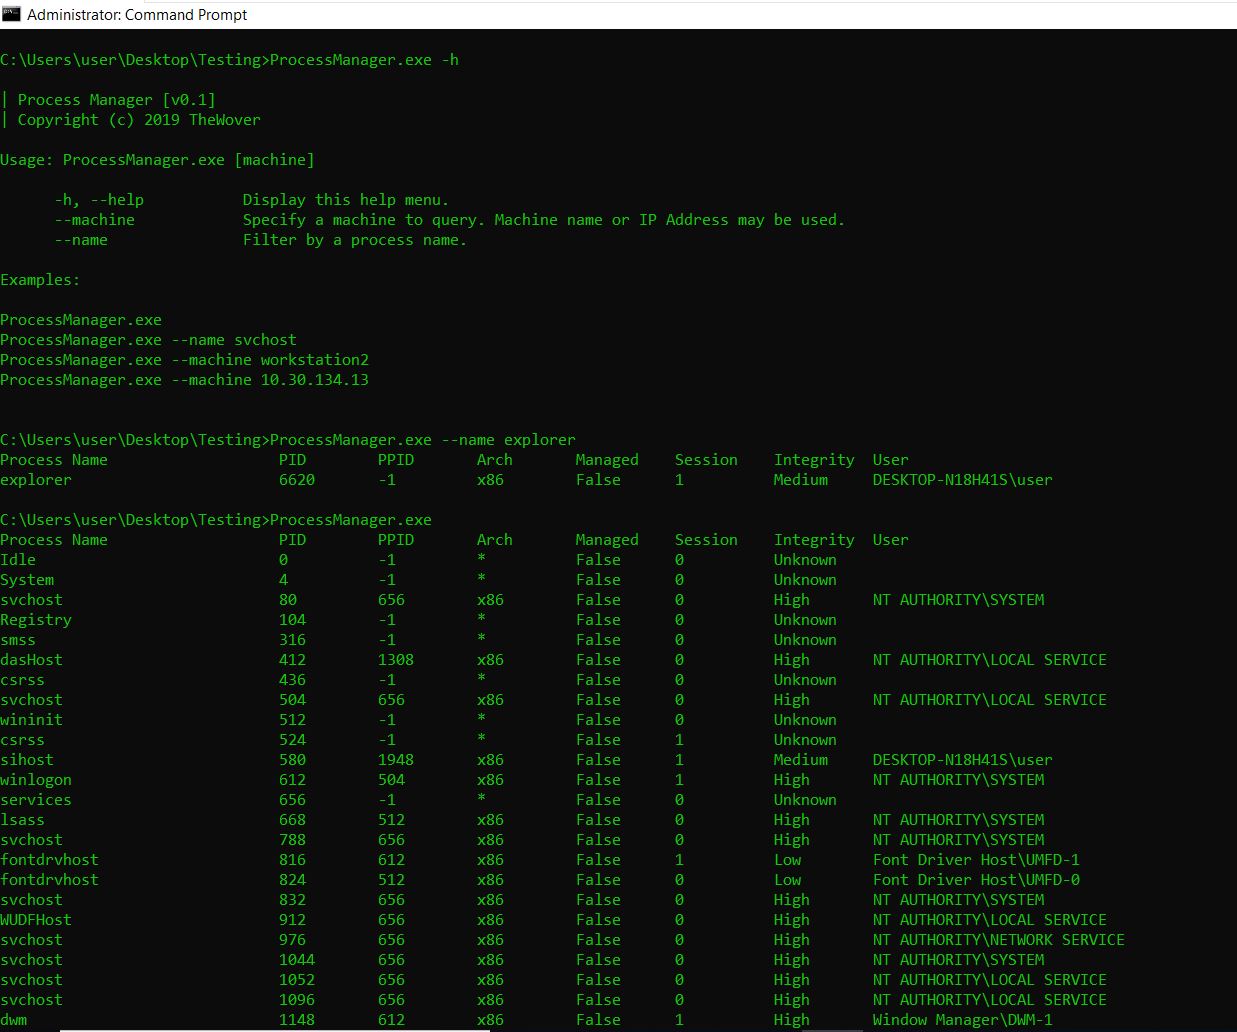 Administrator: Command Prompt
C:\Users\user\Desktop\Testing>ProcessManager.exe -h
| Process Manager [v0.1]
| Copyright (c) 2019 TheWover
Usage: ProcessManager.exe [machine]
-h, --help Display this help menu.
--machine Specify a machine to query. Machine name or IP Address may be used.
--name Filter by a process name.
Examples:
ProcessManager.exe
ProcessManager.exe --name svchost
ProcessManager.exe --machine workstation2
ProcessManager.exe --machine 10.30.134.13
C:\Users\user\Desktop\Testing>ProcessManager.exe --name explorer
Process Name PID PPID Arch Managed Session Integrity User
explorer 6620 -1 x86 False 1 Medium DESKTOP-N18H41S\user
C:\Users\user\Desktop\Testing>ProcessManager.exe
Process Name PID PPID Arch Managed Session Integrity User
Idle 0 -1 * False 0 Unknown
System 4 -1 * False 0 Unknown
svchost 80 656 x86 False 0 High NT AUTHORITY\SYSTEM
Registry 104 -1 * False 0 Unknown
smss 316 -1 * False 0 Unknown
dasHost 412 1308 x86 False 0 High NT AUTHORITY\LOCAL SERVICE
csrss 436 -1 * False 0 Unknown
svchost 504 656 x86 False 0 High NT AUTHORITY\LOCAL SERVICE
wininit 512 -1 * False 0 Unknown
csrss 524 -1 * False 1 Unknown
sihost 580 1948 x86 False 1 Medium DESKTOP-N18H41S\user
winlogon 612 504 x86 False 1 High NT AUTHORITY\SYSTEM
services 656 -1 * False 0 Unknown
lsass 668 512 x86 False 0 High NT AUTHORITY\SYSTEM
svchost 788 656 x86 False 0 High NT AUTHORITY\SYSTEM
fontdrvhost 816 612 x86 False 1 Low Font Driver Host\UMFD-1
fontdrvhost 824 512 x86 False 0 Low Font Driver Host\UMFD-0
svchost 832 656 x86 False 0 High NT AUTHORITY\SYSTEM
WUDFHost 912 656 x86 False 0 High NT AUTHORITY\LOCAL SERVICE
svchost 976 656 x86 False 0 High NT AUTHORITY\NETWORK SERVICE
svchost 1044 656 x86 False 0 High NT AUTHORITY\SYSTEM
svchost 1052 656 x86 False 0 High NT AUTHORITY\LOCAL SERVICE
svchost 1096 656 x86 False 0 High NT AUTHORITY\LOCAL SERVICE
dwm 1148 612 x86 False 1 High Window Manager\DWM-1